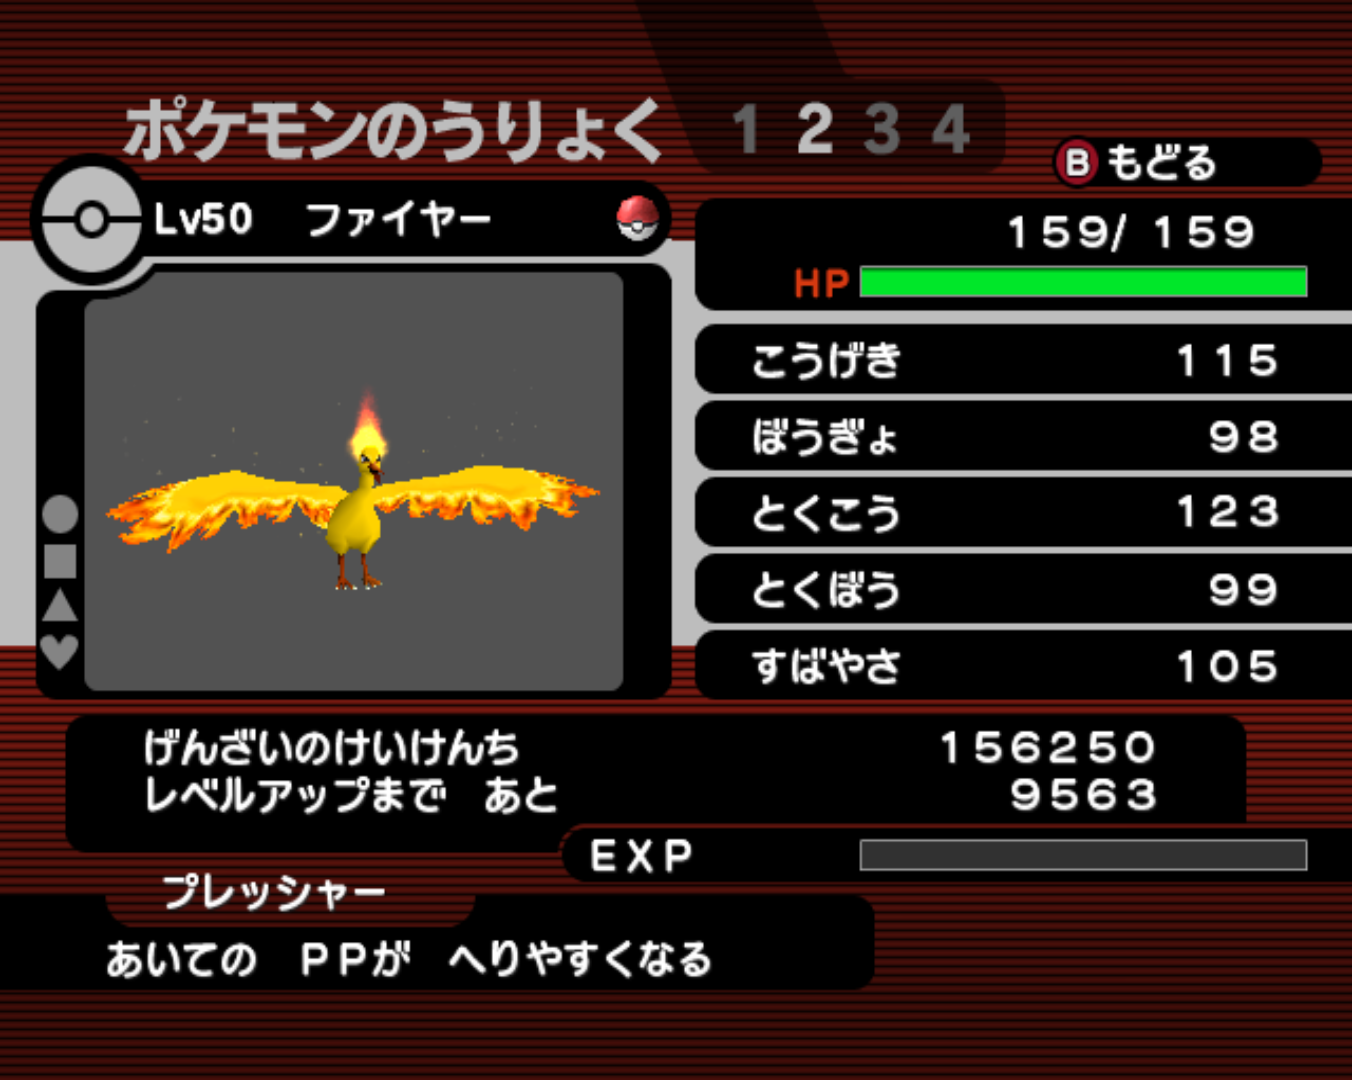 ポケモンのうりょく 1 2 3 4
B もどる
Lv50 ファイヤー
159/ 159
HP
こうげき 115
ぼうぎょ 98
とくこう 123
とくぼう 99
すばやさ 105
げんざいのけいけんち 156250
レベルアップまで あと 9563
EXP
プレッシャー
あいての PPが へりやすくなる